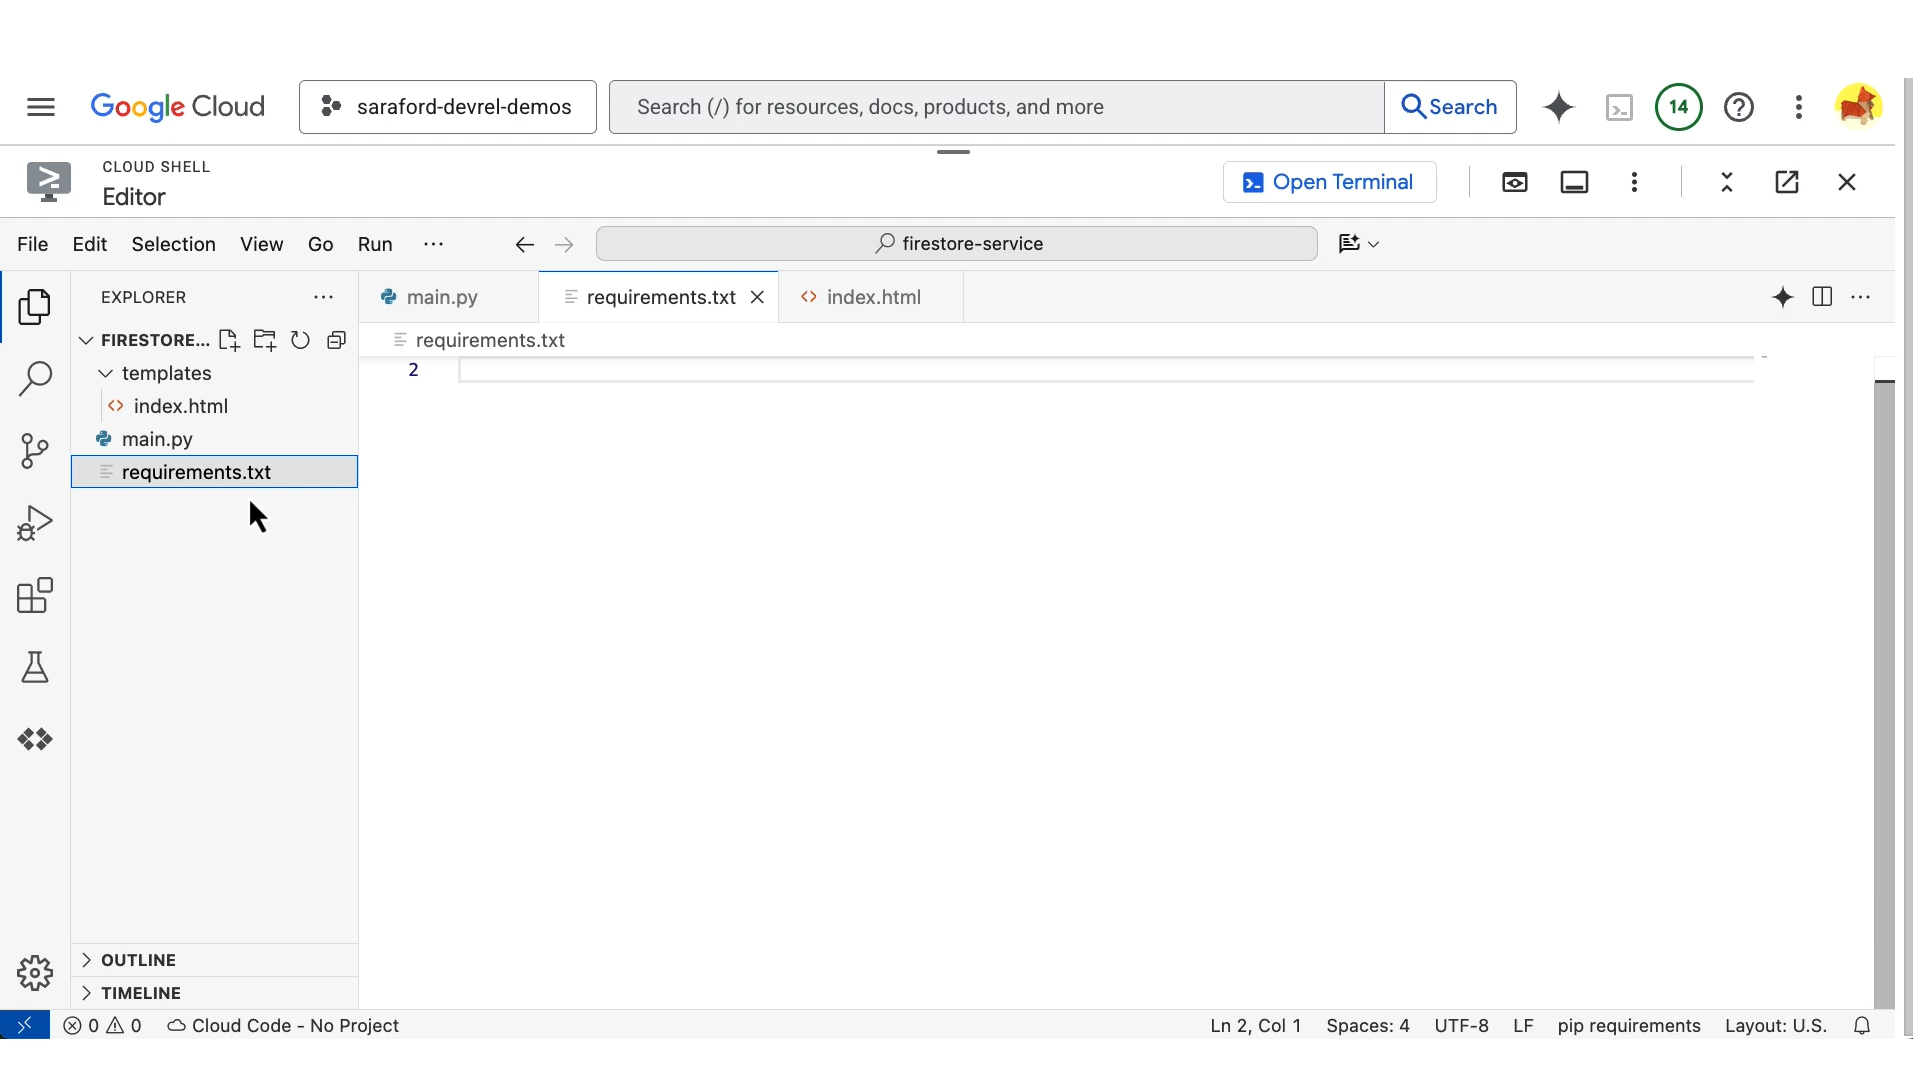 Google Cloud
saraford-devrel-demos
Search (/) for resources, docs, products, and more
Search
14
CLOUD SHELL
Editor
Open Terminal
File Edit Selection View Go Run
firestore-service
EXPLORER
main.py
requirements.txt
index.html
FIRESTORE...
requirements.txt
2
templates
index.html
main.py
requirements.txt
OUTLINE
TIMELINE
0 0 Cloud Code - No Project
Ln 2, Col 1 Spaces: 4 UTF-8 LF pip requirements Layout: U.S.